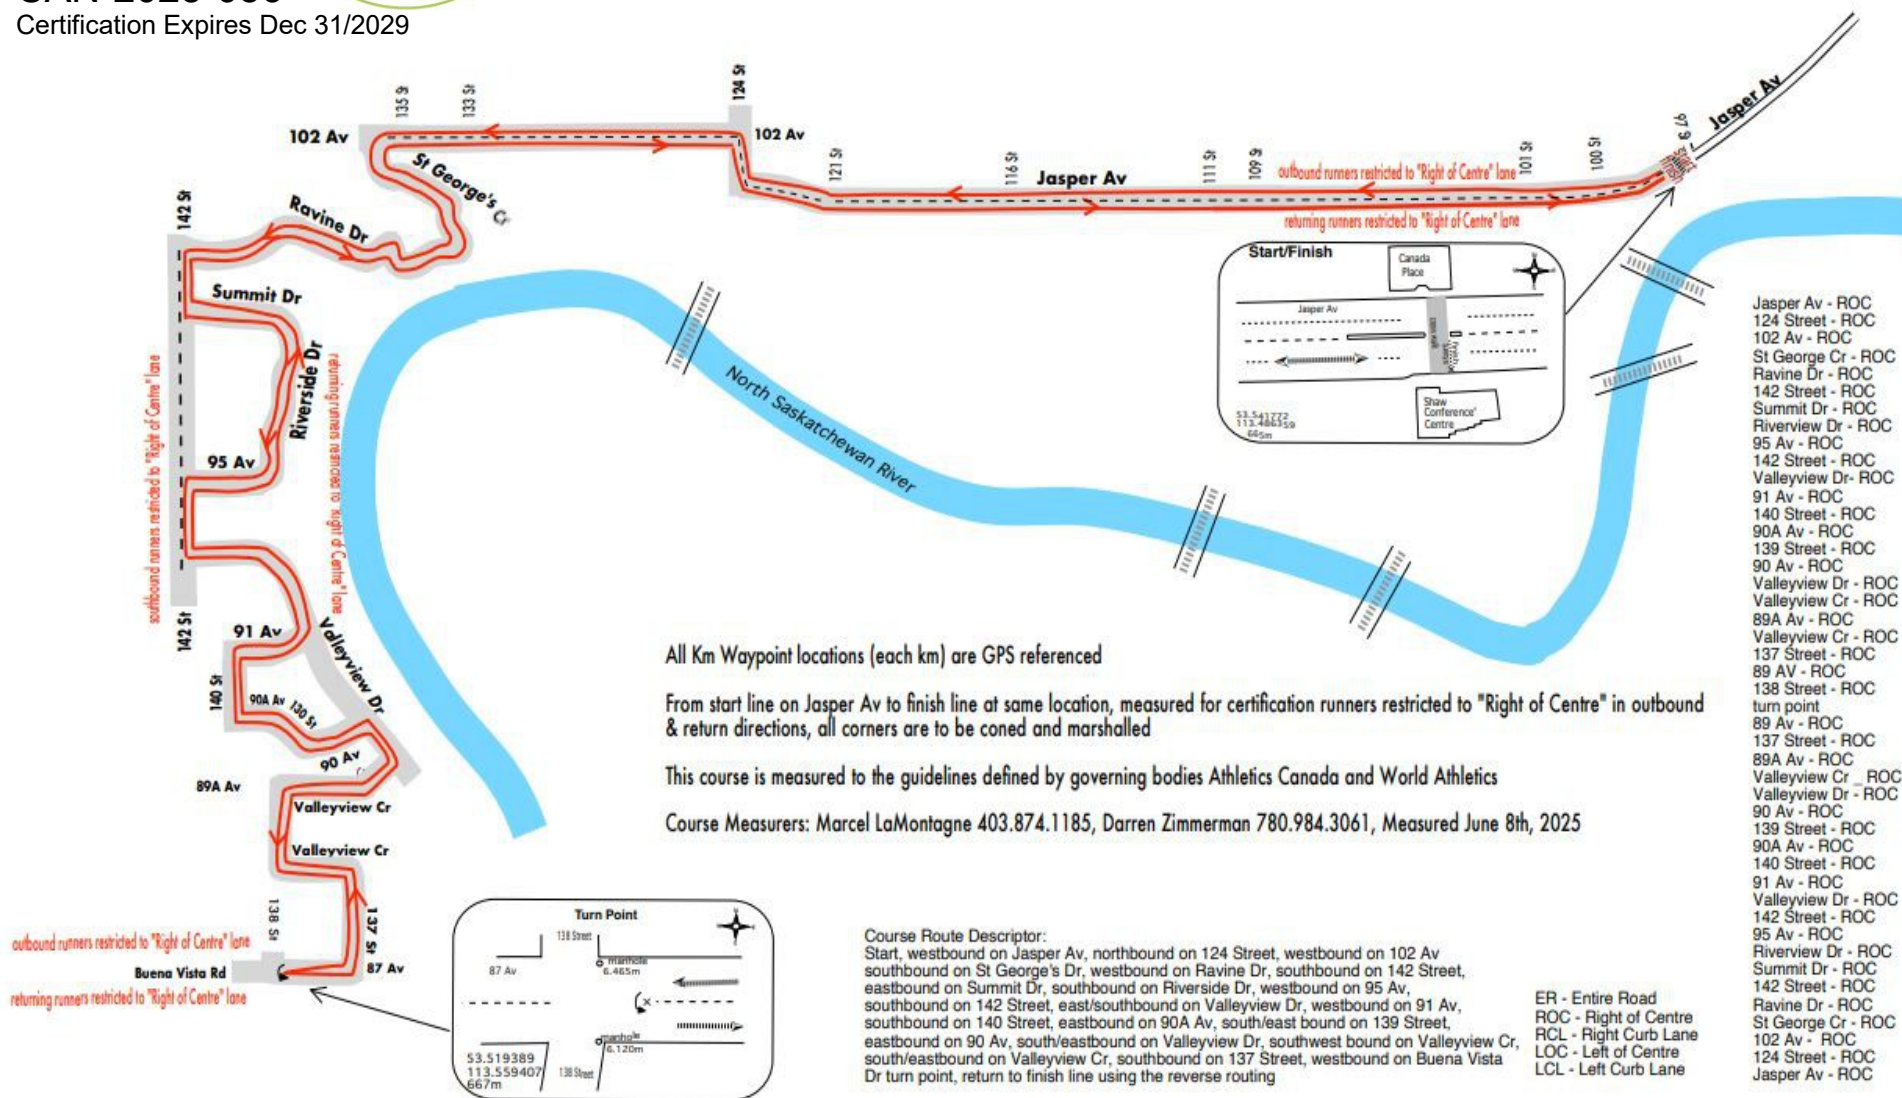 Certification Expires Dec 31/2029
135 St
133 St
124 St
102 Av
102 Av
St George's Cr
121 St
116 St
Jasper Av
111 St
109 St
outbound runners restricted to "Right of Centre" lane
returning runners restricted to "Right of Centre" lane
101 St
100 St
97 St
Jasper Av
start
finish
142 St
Ravine Dr
Summit Dr
Riverside Dr
95 Av
southbound runners restricted to "Right of Centre" lane
returning runners restricted to "Right of Centre" lane
142 St
North Saskatchewan River
Start/Finish
Canada
Place
Jasper Av
Finish
Shaw
Conference'
Centre
53.541772
113.486359
665m
91 Av
Valleyview Dr
140 St
90A Av
130 St
90 Av
89A Av
Valleyview Cr
Valleyview Cr
138 St
137 St
outbound runners restricted to "Right of Centre" lane
Buena Vista Rd
87 Av
returning runners restricted to "Right of Centre" lane
Turn Point
138 Street
87 Av
manhole
6.465m
manhole
6.120m
53.519389
113.559407
667m
138 Street
All Km Waypoint locations (each km) are GPS referenced
From start line on Jasper Av to finish line at same location, measured for certification runners restricted to "Right of Centre" in outbound
& return directions, all corners are to be coned and marshalled
This course is measured to the guidelines defined by governing bodies Athletics Canada and World Athletics
Course Measurers: Marcel LaMontagne 403.874.1185, Darren Zimmerman 780.984.3061, Measured June 8th, 2025
Course Route Descriptor:
Start, westbound on Jasper Av, northbound on 124 Street, westbound on 102 Av
southbound on St George's Dr, westbound on Ravine Dr, southbound on 142 Street,
eastbound on Summit Dr, southbound on Riverside Dr, westbound on 95 Av,
southbound on 142 Street, east/southbound on Valleyview Dr, westbound on 91 Av,
southbound on 140 Street, eastbound on 90A Av, south/east bound on 139 Street,
eastbound on 90 Av, south/eastbound on Valleyview Dr, southwest bound on Valleyview Cr,
south/eastbound on Valleyview Cr, southbound on 137 Street, westbound on Buena Vista
Dr turn point, return to finish line using the reverse routing
ER - Entire Road
ROC - Right of Centre
RCL - Right Curb Lane
LOC - Left of Centre
LCL - Left Curb Lane
Jasper Av - ROC
124 Street - ROC
102 Av - ROC
St George Cr - ROC
Ravine Dr - ROC
142 Street - ROC
Summit Dr - ROC
Riverview Dr - ROC
95 Av - ROC
142 Street - ROC
Valleyview Dr- ROC
91 Av - ROC
140 Street - ROC
90A Av - ROC
139 Street - ROC
90 Av - ROC
Valleyview Dr - ROC
Valleyview Cr - ROC
89A Av - ROC
Valleyview Cr - ROC
137 Street - ROC
89 AV - ROC
138 Street - ROC
turn point
89 Av - ROC
137 Street - ROC
89A Av - ROC
Valleyview Cr _ ROC
Valleyview Dr - ROC
90 Av - ROC
139 Street - ROC
90A Av - ROC
140 Street - ROC
91 Av - ROC
Valleyview Dr - ROC
142 Street - ROC
95 Av - ROC
Riverview Dr - ROC
Summit Dr - ROC
142 Street - ROC
Ravine Dr - ROC
St George Cr - ROC
102 Av - ROC
124 Street - ROC
Jasper Av - ROC